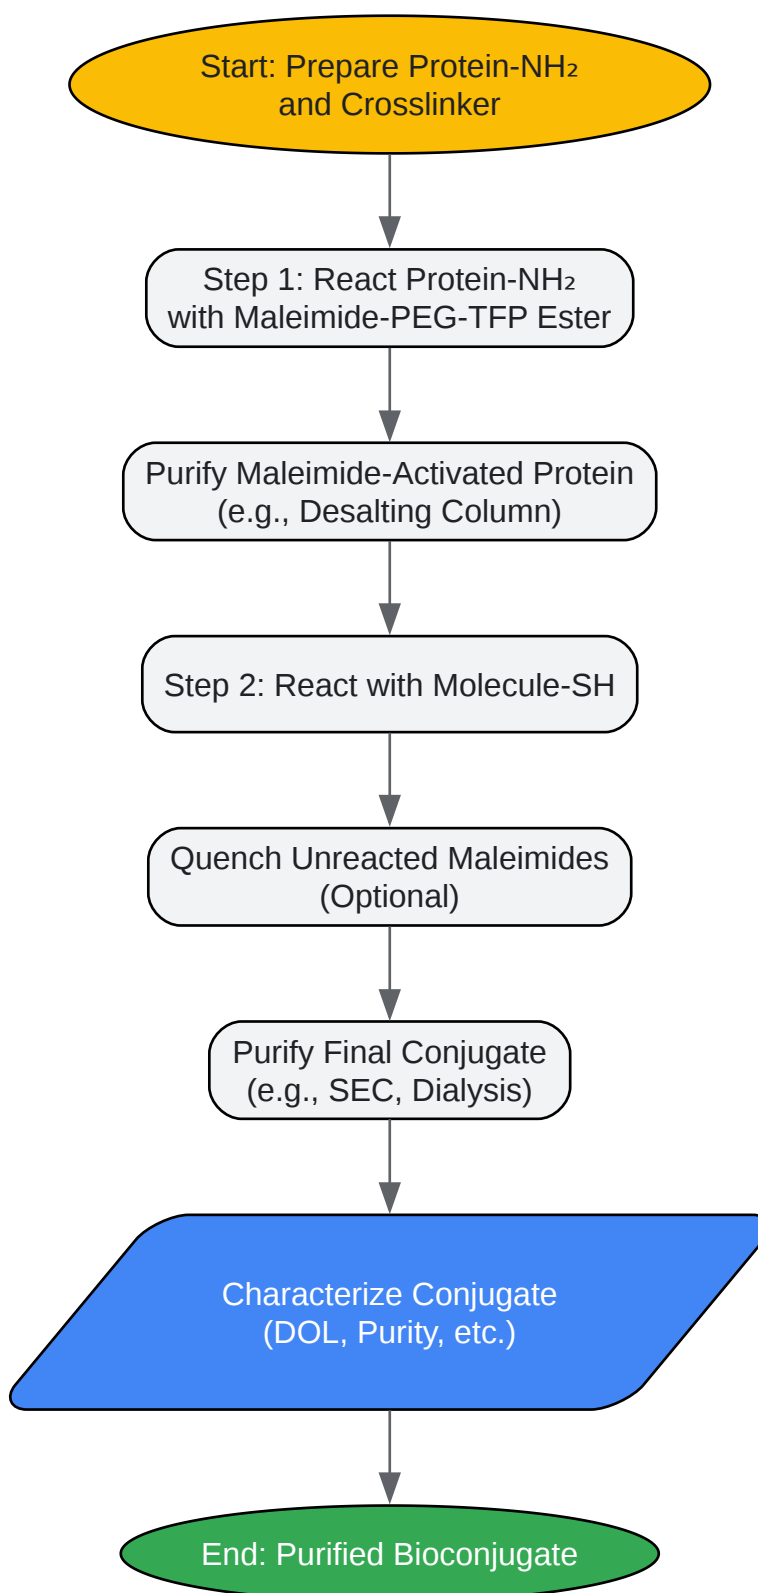 Start: Prepare Protein-NH₂
and Crosslinker
Step 1: React Protein-NH₂
with Maleimide-PEG-TFP Ester
Purify Maleimide-Activated Protein
(e.g., Desalting Column)
Step 2: React with Molecule-SH
Quench Unreacted Maleimides
(Optional)
Purify Final Conjugate
(e.g., SEC, Dialysis)
Characterize Conjugate
(DOL, Purity, etc.)
End: Purified Bioconjugate